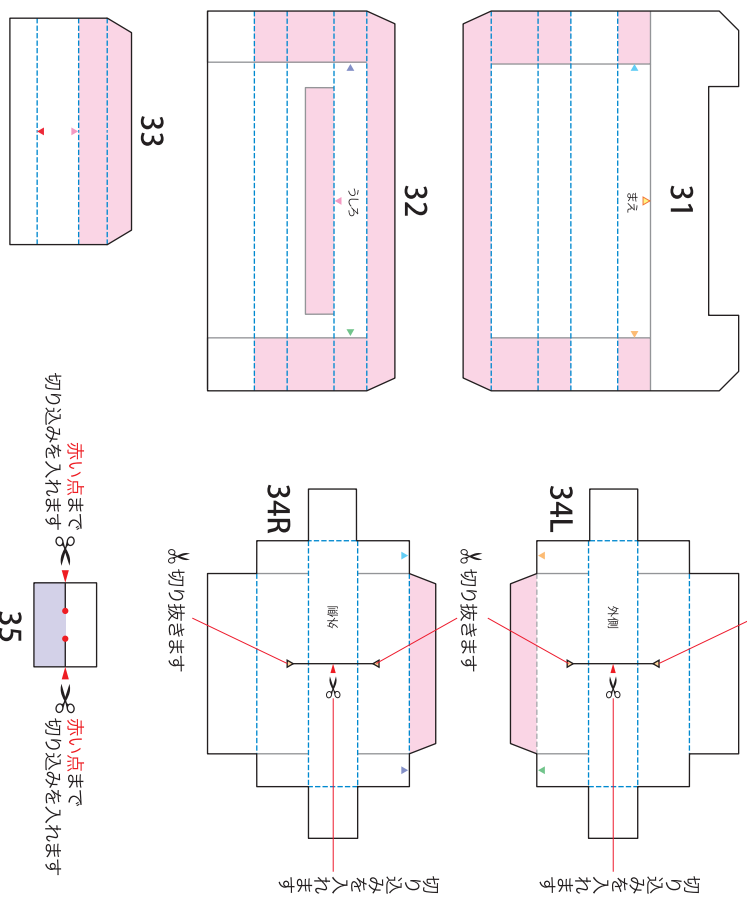 31
まえ
32
うしろ
33
34L
外側
切り抜きます
切り込みを入れます
34R
外側
切り抜きます
切り込みを入れます
35
赤い点まで
切り込みを入れます
赤い点まで
切り込みを入れます